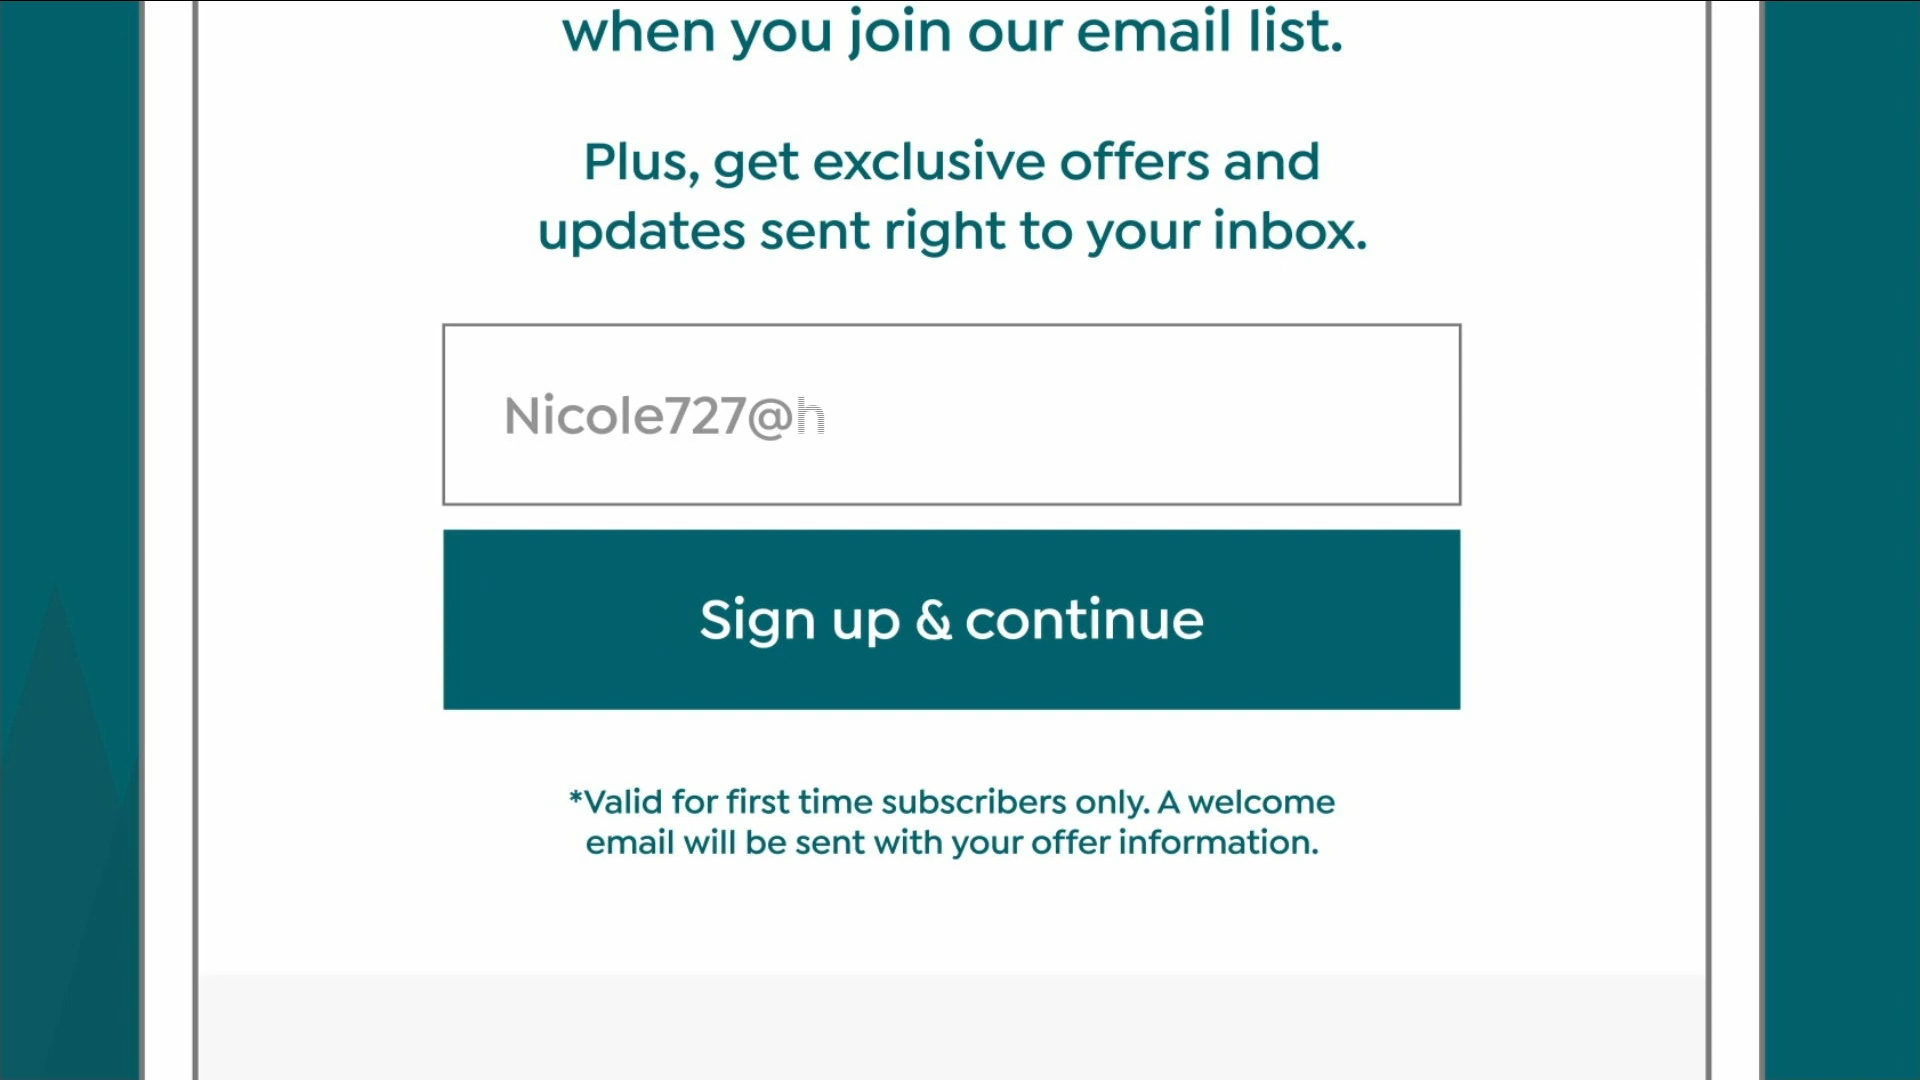 when you join our email list.
Plus, get exclusive offers and
updates sent right to your inbox.
Nicole727@h
Sign up & continue
*Valid for first time subscribers only. A welcome
email will be sent with your offer information.